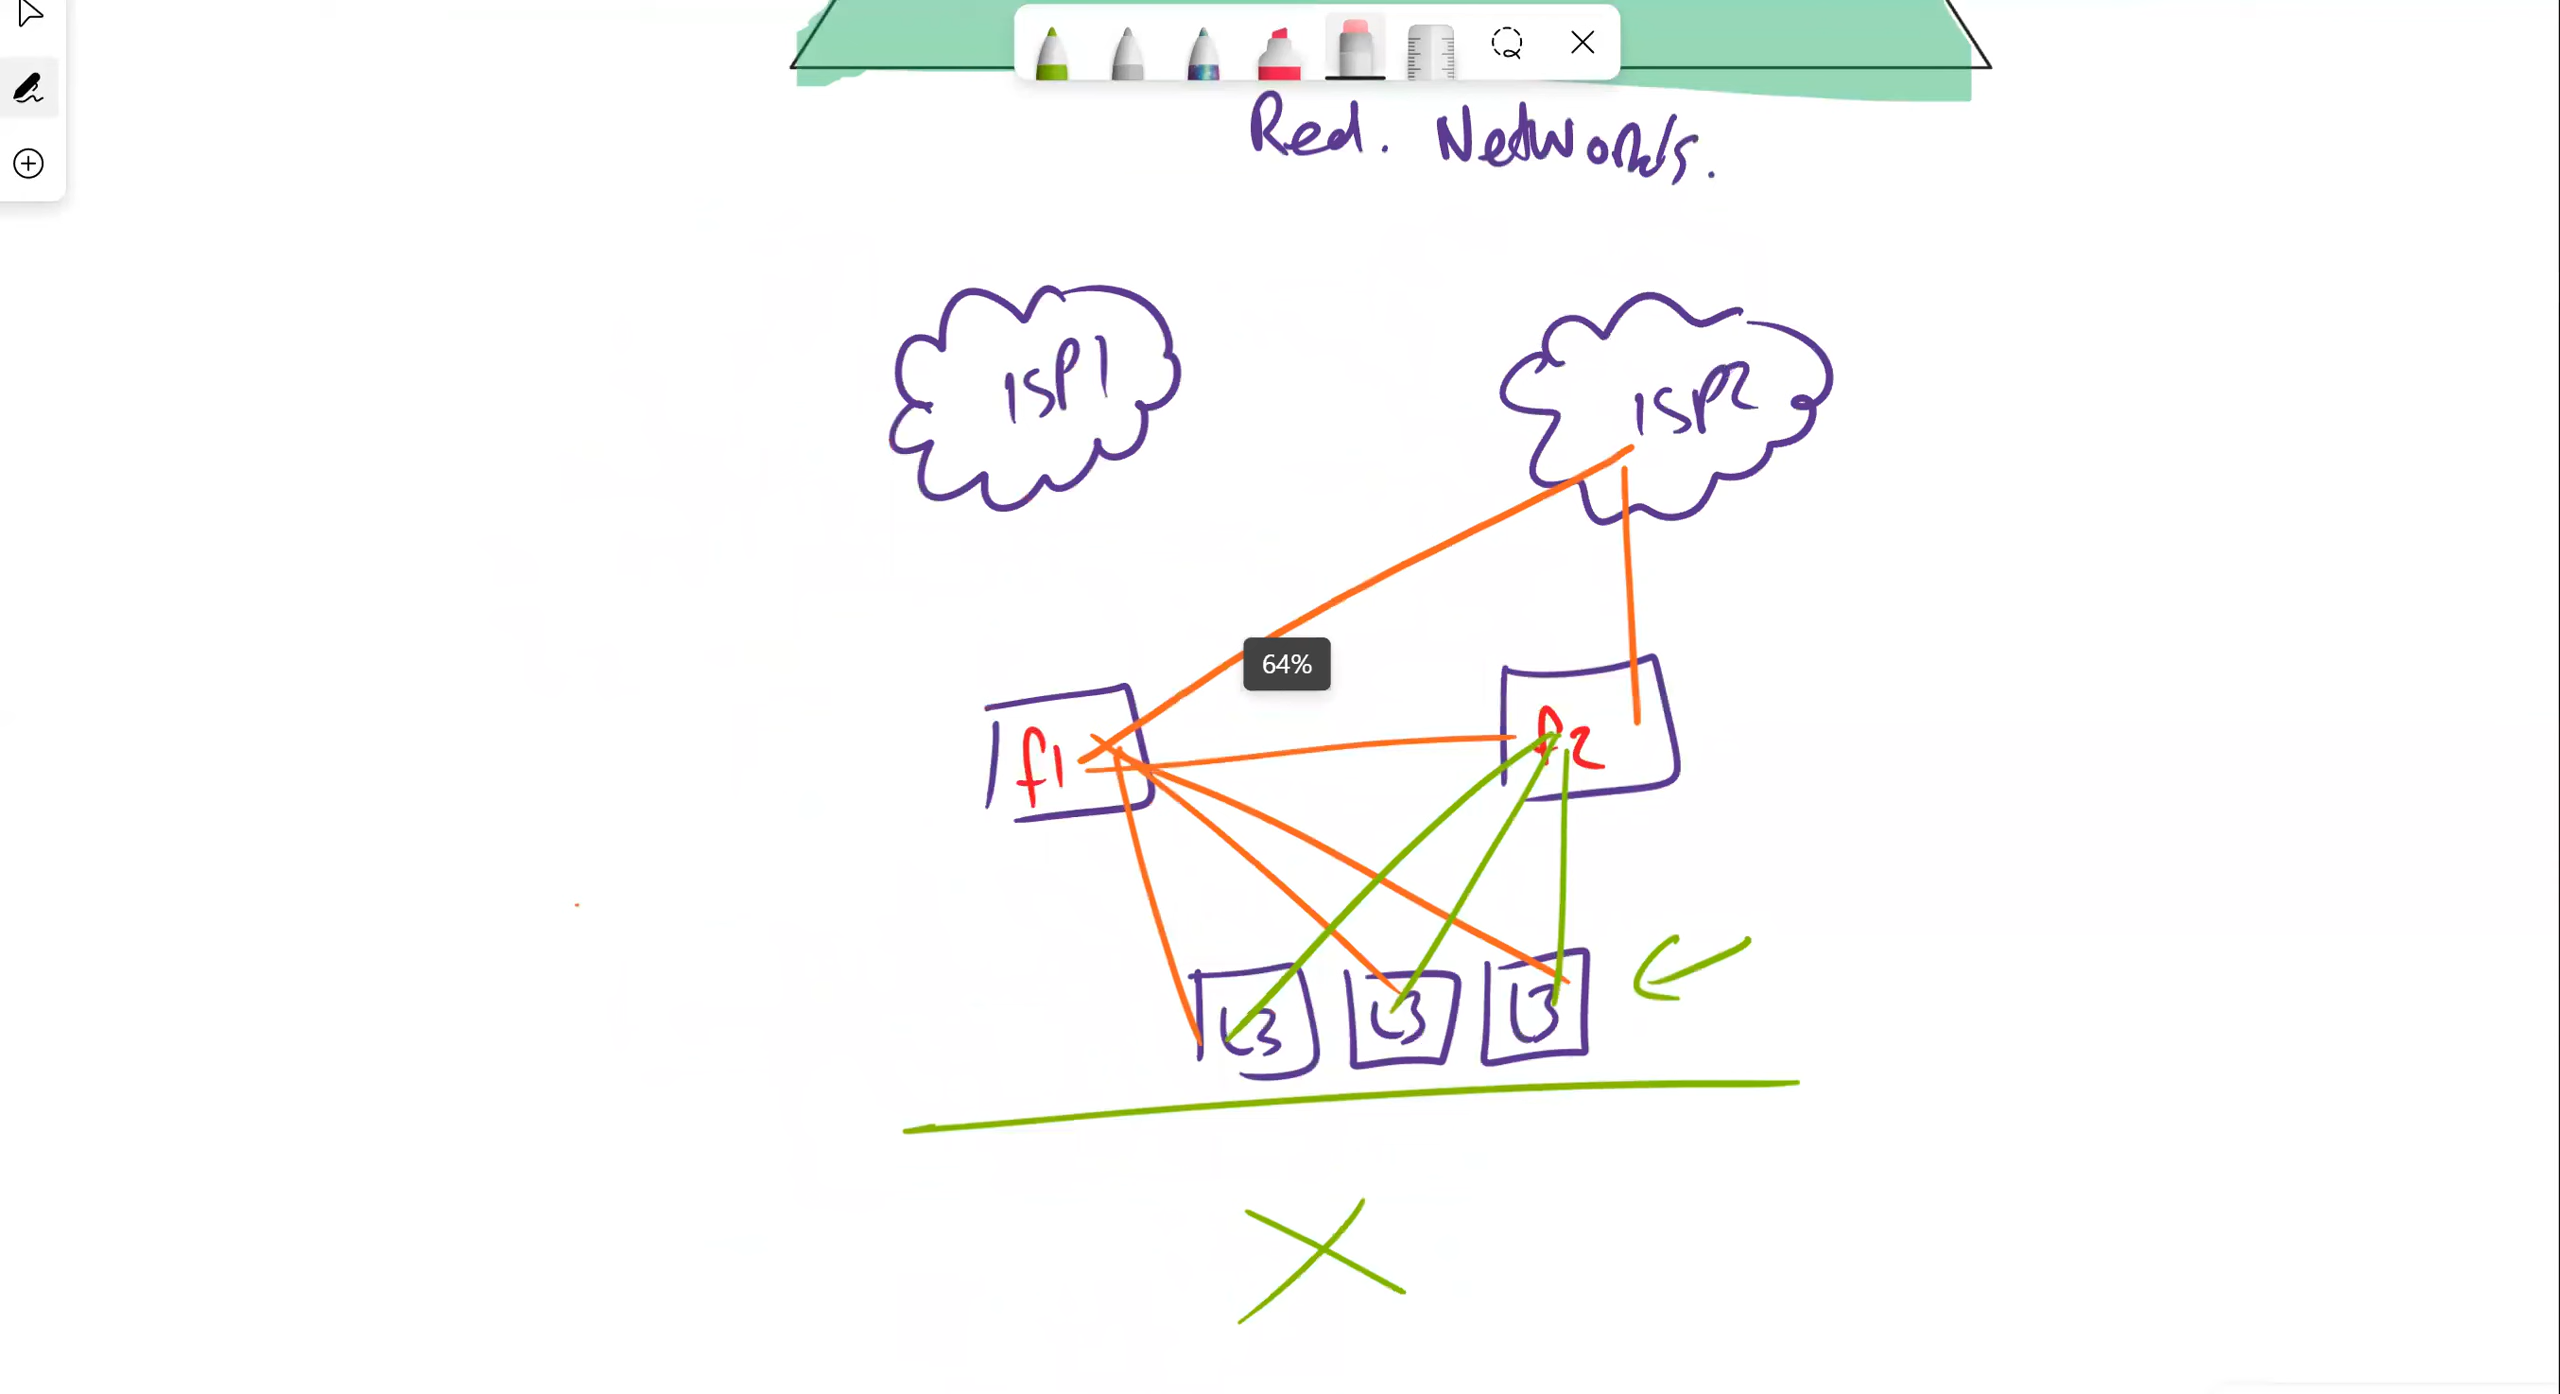 Red. Networks.
ISP1 ISP2
64%
f1 f2
L3 L3 L3